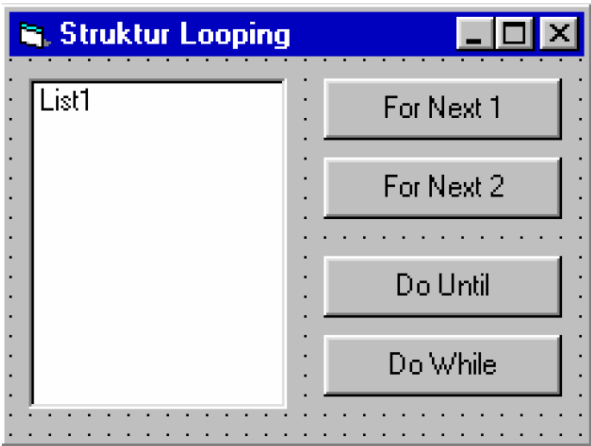 Struktur Looping
List1
For Next 1
For Next 2
Do Until
Do While